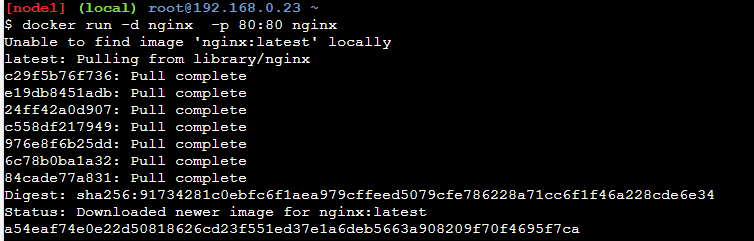 [node1] (local) root@192.168.0.23 ~
$ docker run -d nginx  -p 80:80 nginx
Unable to find image 'nginx:latest' locally
latest: Pulling from library/nginx
c29f5b76f736: Pull complete
e19db8451adb: Pull complete
24ff42a0d907: Pull complete
c558df217949: Pull complete
976e8f6b25dd: Pull complete
6c78b0ba1a32: Pull complete
84cade77a831: Pull complete
Digest: sha256:91734281c0ebfc6f1aea979cffeed5079cfe786228a71cc6f1f46a228cde6e34
Status: Downloaded newer image for nginx:latest
a54eaf74e0e22d50818626cd23f551ed37e1a6deb5663a908209f70f4695f7ca